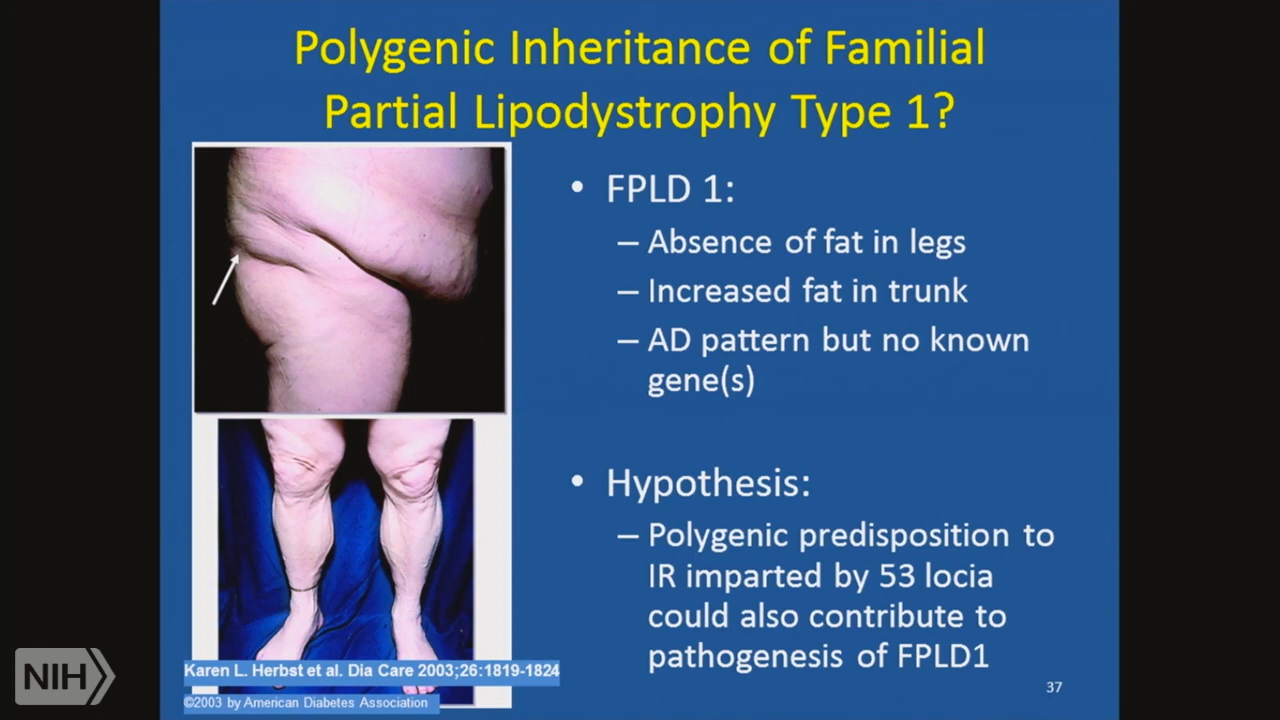 Polygenic Inheritance of Familial
Partial Lipodystrophy Type 1?
• FPLD 1:
– Absence of fat in legs
– Increased fat in trunk
– AD pattern but no known
gene(s)
• Hypothesis:
– Polygenic predisposition to
IR imparted by 53 locia
could also contribute to
pathogenesis of FPLD1
Karen L. Herbst et al. Dia Care 2003;26:1819-1824
©2003 by American Diabetes Association
NIH
37